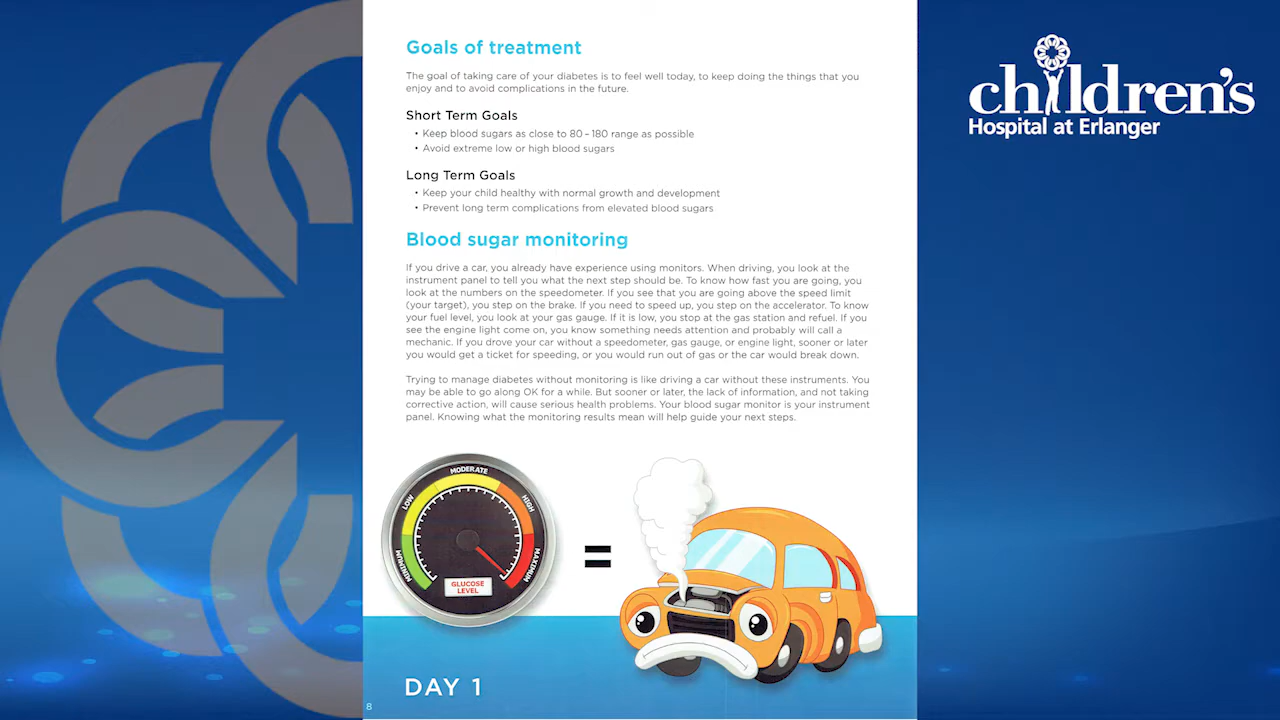 Goals of treatment
The goal of taking care of your diabetes is to feel well today, to keep doing the things that you
enjoy and to avoid complications in the future.
Short Term Goals
• Keep blood sugars as close to 80 – 180 range as possible
• Avoid extreme low or high blood sugars
Long Term Goals
• Keep your child healthy with normal growth and development
• Prevent long term complications from elevated blood sugars
Blood sugar monitoring
If you drive a car, you already have experience using monitors. When driving, you look at the
instrument panel to tell you what the next step should be. To know how fast you are going, you
look at the numbers on the speedometer. If you see that you are going above the speed limit
(your target), you step on the brake. If you need to speed up, you step on the accelerator. To know
your fuel level, you look at your gas gauge. If it is low, you stop at the gas station and refuel. If you
see the engine light come on, you know something needs attention and probably will call a
mechanic. If you drove your car without a speedometer, gas gauge, or engine light, sooner or later
you would get a ticket for speeding, or you would run out of gas or the car would break down.
Trying to manage diabetes without monitoring is like driving a car without these instruments. You
may be able to go along OK for a while. But sooner or later, the lack of information, and not taking
corrective action, will cause serious health problems. Your blood sugar monitor is your instrument
panel. Knowing what the monitoring results mean will help guide your next steps.
MINIMUM
LOW
MODERATE
HIGH
MAXIMUM
GLUCOSE
LEVEL
=
DAY 1
8
children's
Hospital at Erlanger